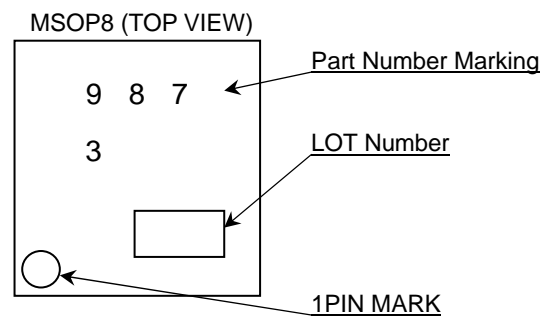 MSOP8 (TOP VIEW)
Part Number Marking
9 8 7
3
LOT Number
1PIN MARK